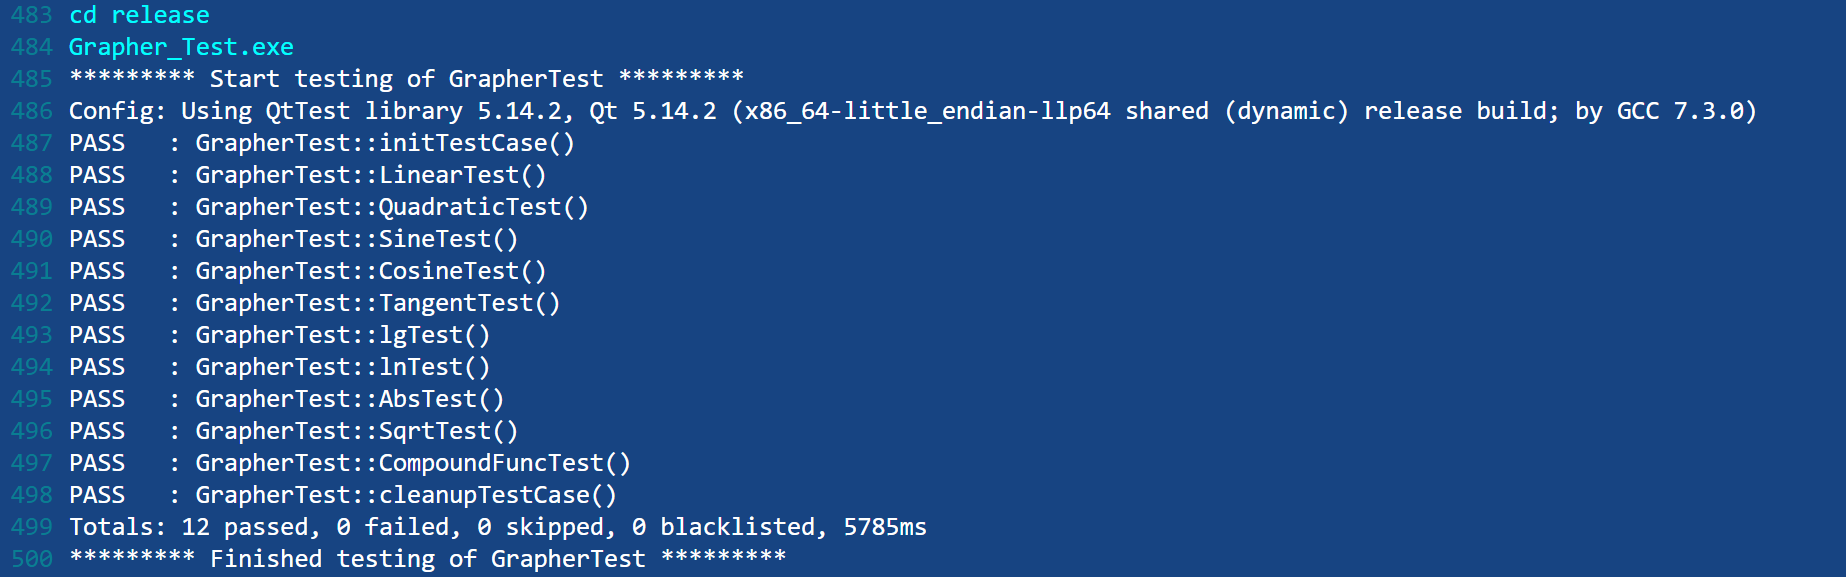 483 cd release
484 Grapher_Test.exe
485 ********* Start testing of GrapherTest *********
486 Config: Using QtTest library 5.14.2, Qt 5.14.2 (x86_64-little_endian-llp64 shared (dynamic) release build; by GCC 7.3.0)
487 PASS   : GrapherTest::initTestCase()
488 PASS   : GrapherTest::LinearTest()
489 PASS   : GrapherTest::QuadraticTest()
490 PASS   : GrapherTest::SineTest()
491 PASS   : GrapherTest::CosineTest()
492 PASS   : GrapherTest::TangentTest()
493 PASS   : GrapherTest::lgTest()
494 PASS   : GrapherTest::lnTest()
495 PASS   : GrapherTest::AbsTest()
496 PASS   : GrapherTest::SqrtTest()
497 PASS   : GrapherTest::CompoundFuncTest()
498 PASS   : GrapherTest::cleanupTestCase()
499 Totals: 12 passed, 0 failed, 0 skipped, 0 blacklisted, 5785ms
500 ********* Finished testing of GrapherTest *********